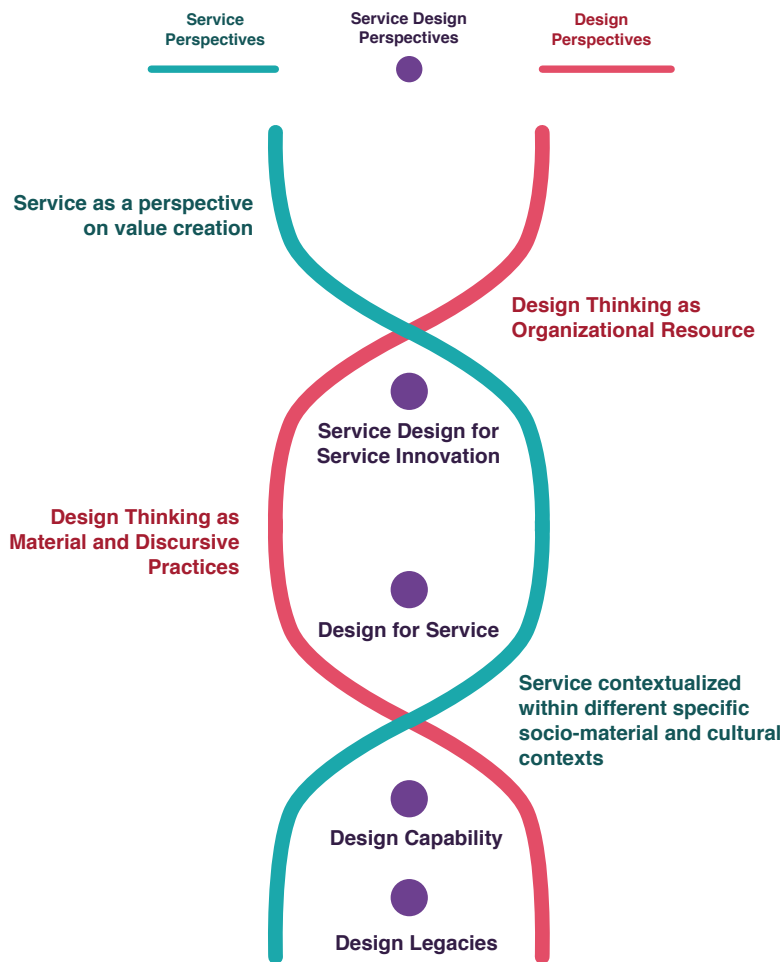 Service
Perspectives
Service Design
Perspectives
Design
Perspectives
Service as a perspective
on value creation
Design Thinking as
Organizational Resource
Service Design for
Service Innovation
Design Thinking as
Material and Discursive
Practices
Design for Service
Service contextualized
within different specific
socio-material and cultural
contexts
Design Capability
Design Legacies